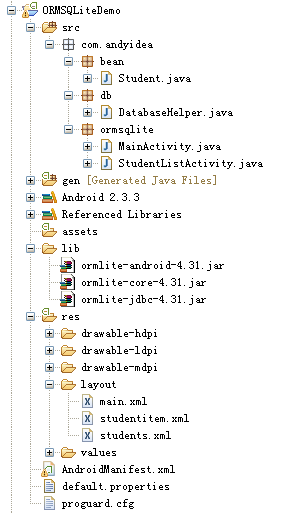 ORMSQLiteDemo
src
com.andyidea
bean
Student.java
db
DatabaseHelper.java
ormsqlite
MainActivity.java
StudentListActivity.java
gen [Generated Java Files]
Android 2.3.3
Referenced Libraries
assets
lib
ormlite-android-4.31.jar
ormlite-core-4.31.jar
ormlite-jdbc-4.31.jar
res
drawable-hdpi
drawable-ldpi
drawable-mdpi
layout
main.xml
studentitem.xml
students.xml
values
AndroidManifest.xml
default.properties
proguard.cfg